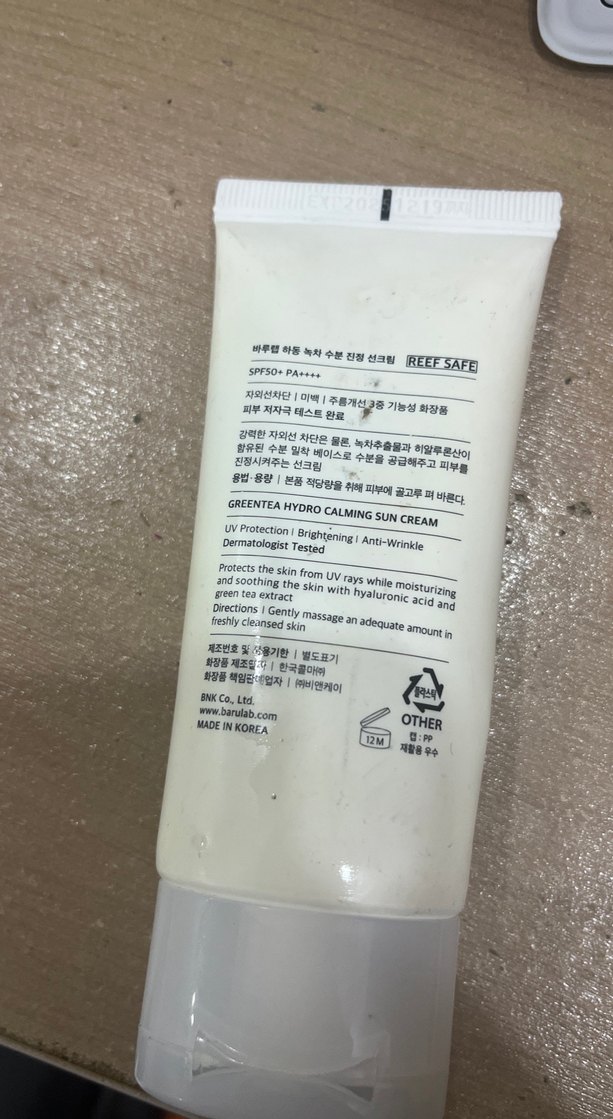 바루랩 하동 녹차 수분 진정 선크림 REEF SAFE
SPF50+ PA++++
자외선차단 | 미백 | 주름개선 3중 기능성 화장품
피부 저자극 테스트 완료
강력한 자외선 차단은 물론, 녹차추출물과 히알루론산이
함유된 수분 밀착 베이스로 수분을 공급해주고 피부를
진정시켜주는 선크림
용법·용량 | 본품 적당량을 취해 피부에 골고루 펴 바른다.
GREENTEA HYDRO CALMING SUN CREAM
UV Protection | Brightening | Anti-Wrinkle
Dermatologist Tested
Protects the skin from UV rays while moisturizing
and soothing the skin with hyaluronic acid and
green tea extract
Directions | Gently massage an adequate amount in
freshly cleansed skin
제조번호 및 사용기한 | 별도표기
화장품 제조업자 | 한국콜마㈜
화장품 책임판매업자 | ㈜비앤케이
BNK Co., Ltd.
www.barulab.com
MADE IN KOREA
12M
플라스틱
OTHER
캡 : PP
재활용 우수